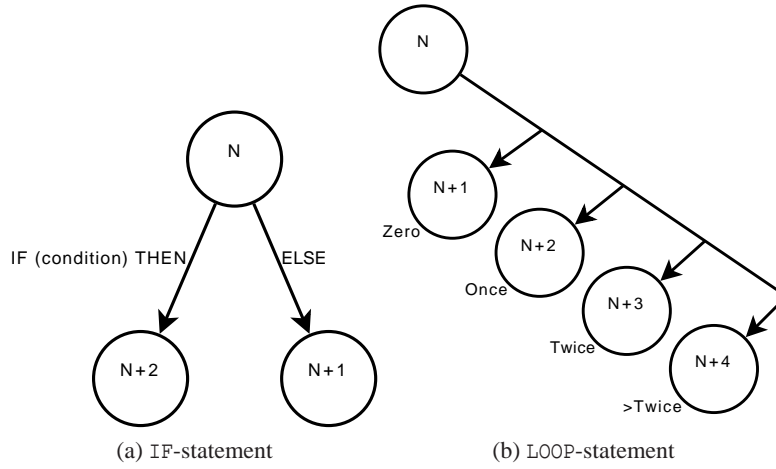 N
IF (condition) THEN
ELSE
N+2
N+1
(a) IF-statement
N
N+1
Zero
N+2
Once
N+3
Twice
N+4
>Twice
(b) LOOP-statement